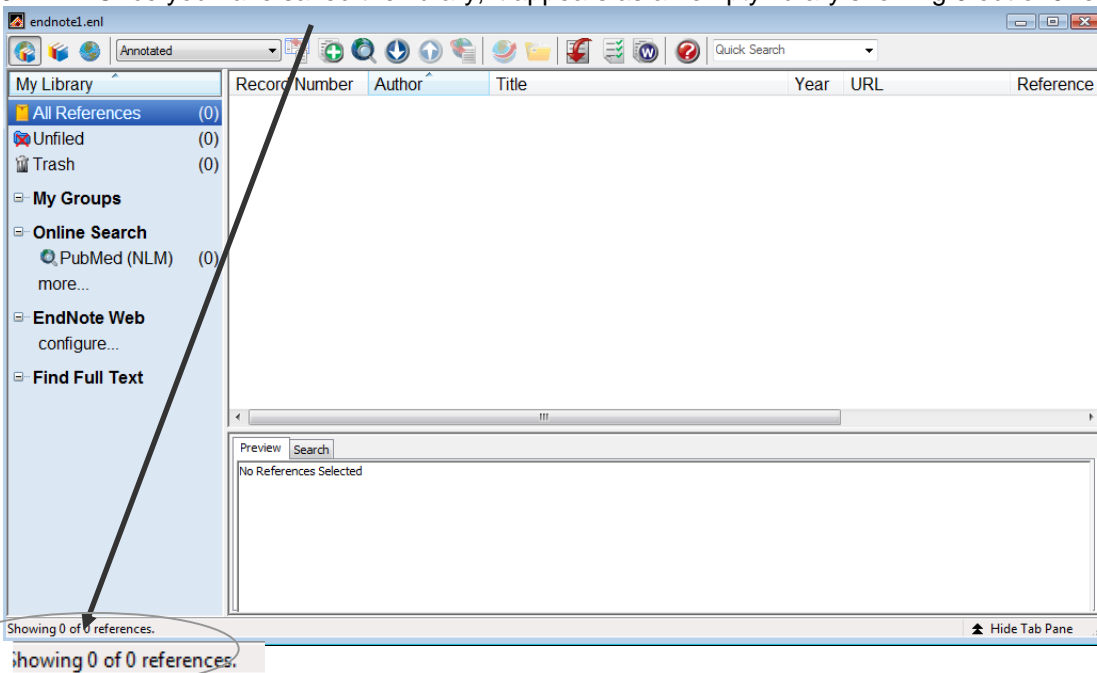 endnote1.enl
Annotated
Quick Search
My Library
Record Number Author Title Year URL Reference
All References (0)
Unfiled (0)
Trash (0)
My Groups
Online Search
PubMed (NLM) (0)
more...
EndNote Web
configure...
Find Full Text
Preview Search
No References Selected
Showing 0 of 0 references.
Hide Tab Pane
Showing 0 of 0 references.